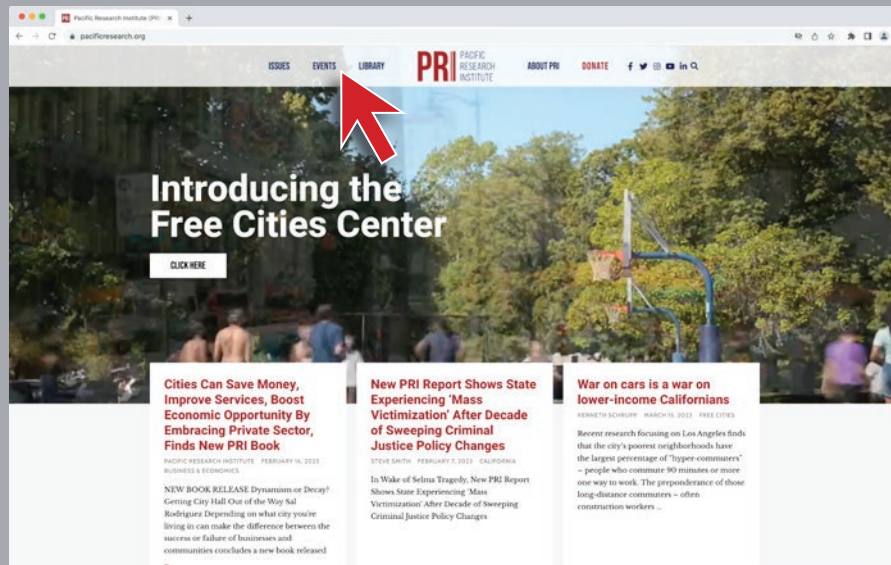 Pacific Research Institute (PRI
pacificresearch.org
ISSUES EVENTS LIBRARY
PRI PACIFIC
RESEARCH
INSTITUTE
ABOUT PRI DONATE
Introducing the
Free Cities Center
CLICK HERE
Cities Can Save Money,
Improve Services, Boost
Economic Opportunity By
Embracing Private Sector,
Finds New PRI Book
PACIFIC RESEARCH INSTITUTE FEBRUARY 14, 2023
BUSINESS & ECONOMICS
NEW BOOK RELEASE Dynamism or Decay?
Getting City Hall Out of the Way Sal
Rodriguez Depending on what city you're
living in can make the difference between the
success or failure of businesses and
communities concludes a new book released
New PRI Report Shows State
Experiencing 'Mass
Victimization' After Decade
of Sweeping Criminal
Justice Policy Changes
STEVE SMITH FEBRUARY 7, 2023 CALIFORNIA
In Wake of Selma Tragedy, New PRI Report
Shows State Experiencing 'Mass
Victimization' After Decade of Sweeping
Criminal Justice Policy Changes
War on cars is a war on
lower-income Californians
KENNETH SCHRUPP MARCH 15, 2023 FREE CITIES
Recent research focusing on Los Angeles finds
that the city's poorest neighborhoods have
the largest percentage of "hyper-commuters"
– people who commute 90 minutes or more
one way to work. The preponderance of those
long-distance commuters – often
construction workers ...